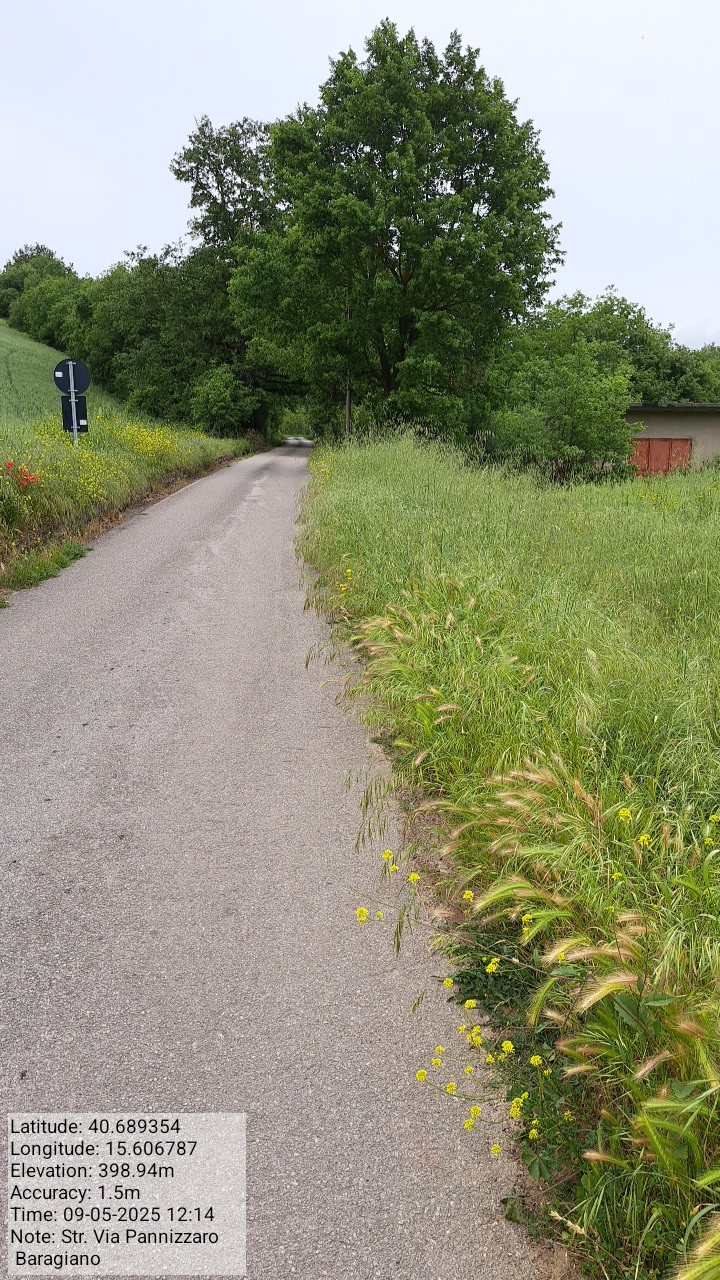 Latitude: 40.689354
Longitude: 15.606787
Elevation: 398.94m
Accuracy: 1.5m
Time: 09-05-2025 12:14
Note: Str. Via Pannizzaro
Baragiano